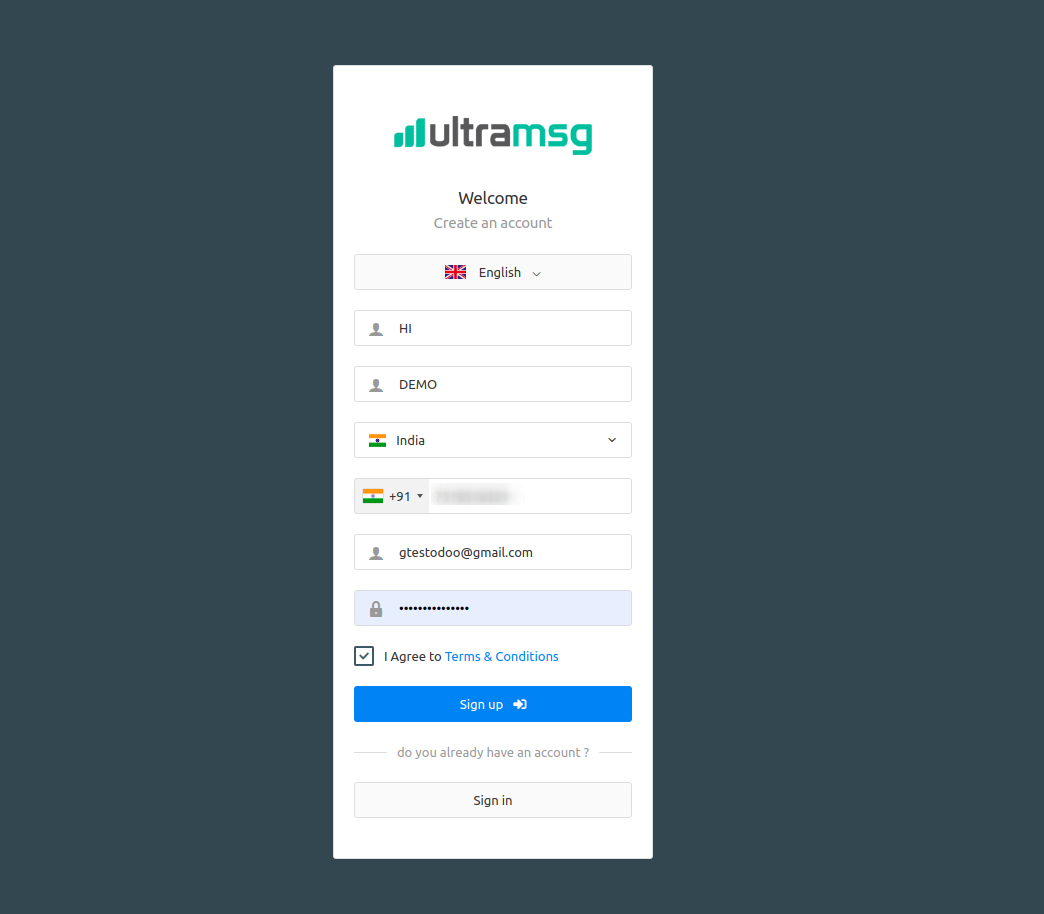 ultramsg
Welcome
Create an account
English
HI
DEMO
India
+91
gtestodoo@gmail.com
•••••••••••••••
I Agree to Terms & Conditions
Sign up
do you already have an account ?
Sign in